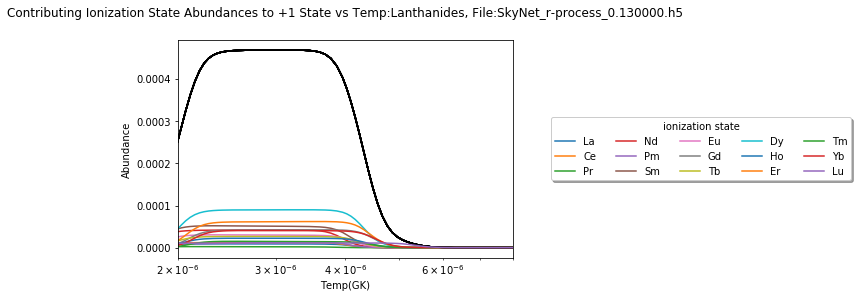 Contributing Ionization State Abundances to +1 State vs Temp:Lanthanides, File:SkyNet_r-process_0.130000.h5
0.0004
0.0003
0.0002
0.0001
0.0000
Abundance
2 × 10⁻⁶ 3 × 10⁻⁶ 4 × 10⁻⁶ 6 × 10⁻⁶
Temp(GK)
ionization state
La Nd Eu Dy Tm
Ce Pm Gd Ho Yb
Pr Sm Tb Er Lu